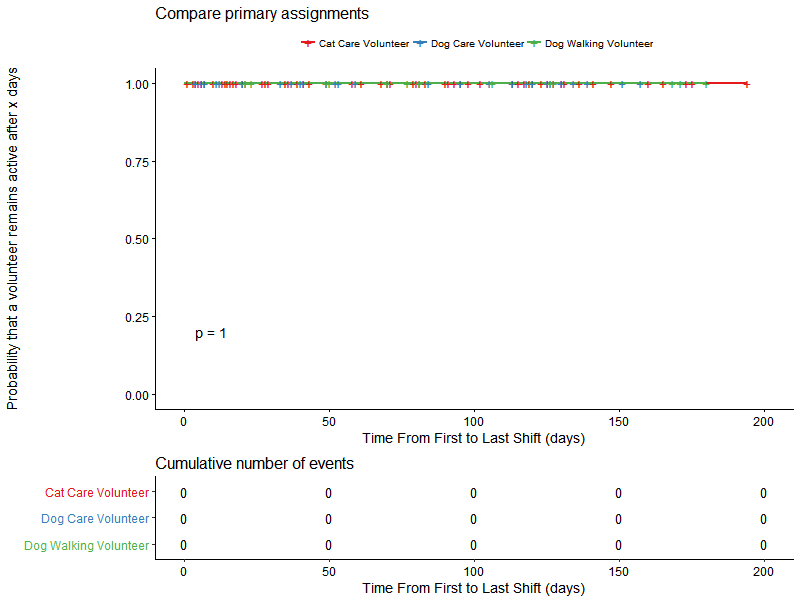 Compare primary assignments
Cat Care Volunteer Dog Care Volunteer Dog Walking Volunteer
Probability that a volunteer remains active after x days
1.00
0.75
0.50
0.25
0.00
p = 1
0 50 100 150 200
Time From First to Last Shift (days)
Cumulative number of events
Cat Care Volunteer 0 0 0 0 0
Dog Care Volunteer 0 0 0 0 0
Dog Walking Volunteer 0 0 0 0 0
0 50 100 150 200
Time From First to Last Shift (days)